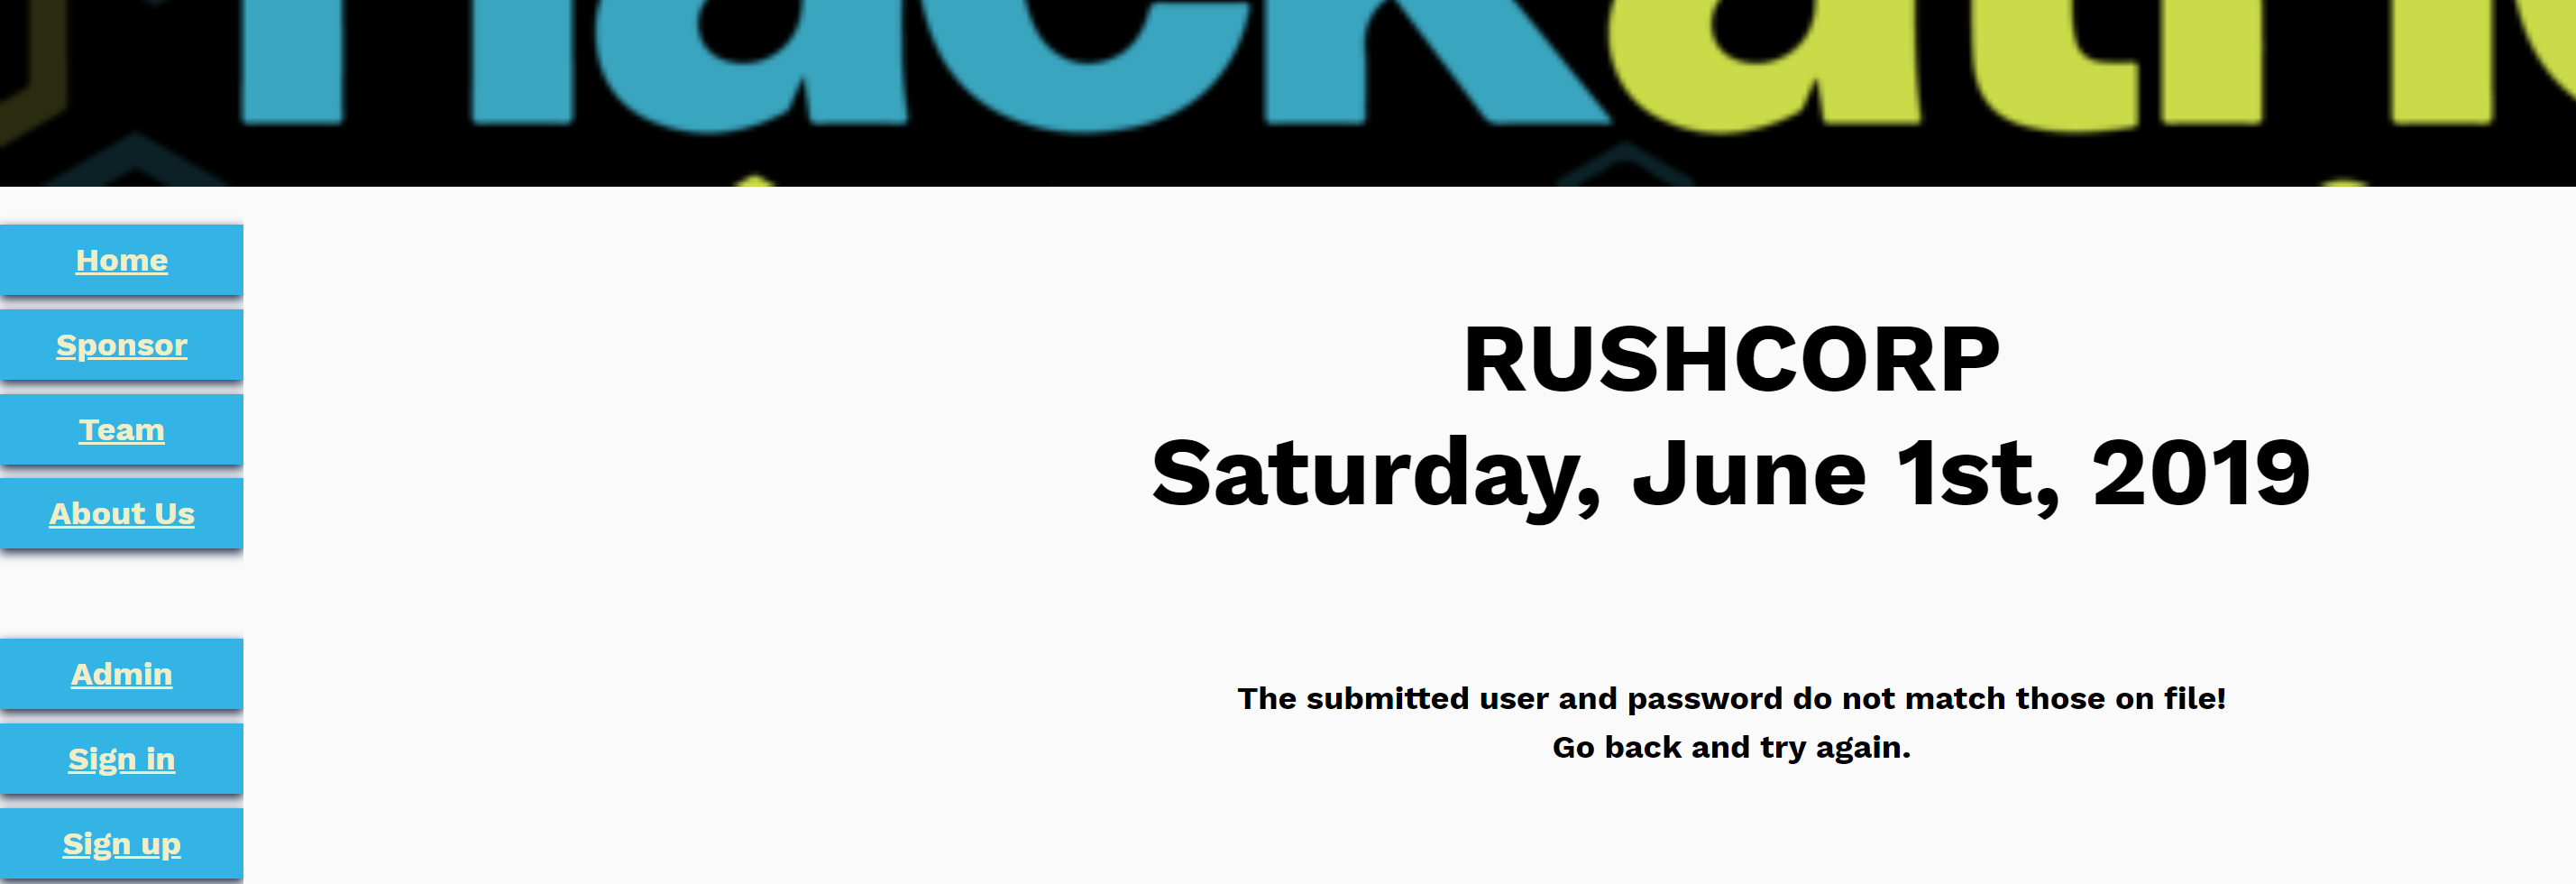 Home
Sponsor
Team
About Us
Admin
Sign in
Sign up
RUSHCORP
Saturday, June 1st, 2019
The submitted user and password do not match those on file!
Go back and try again.